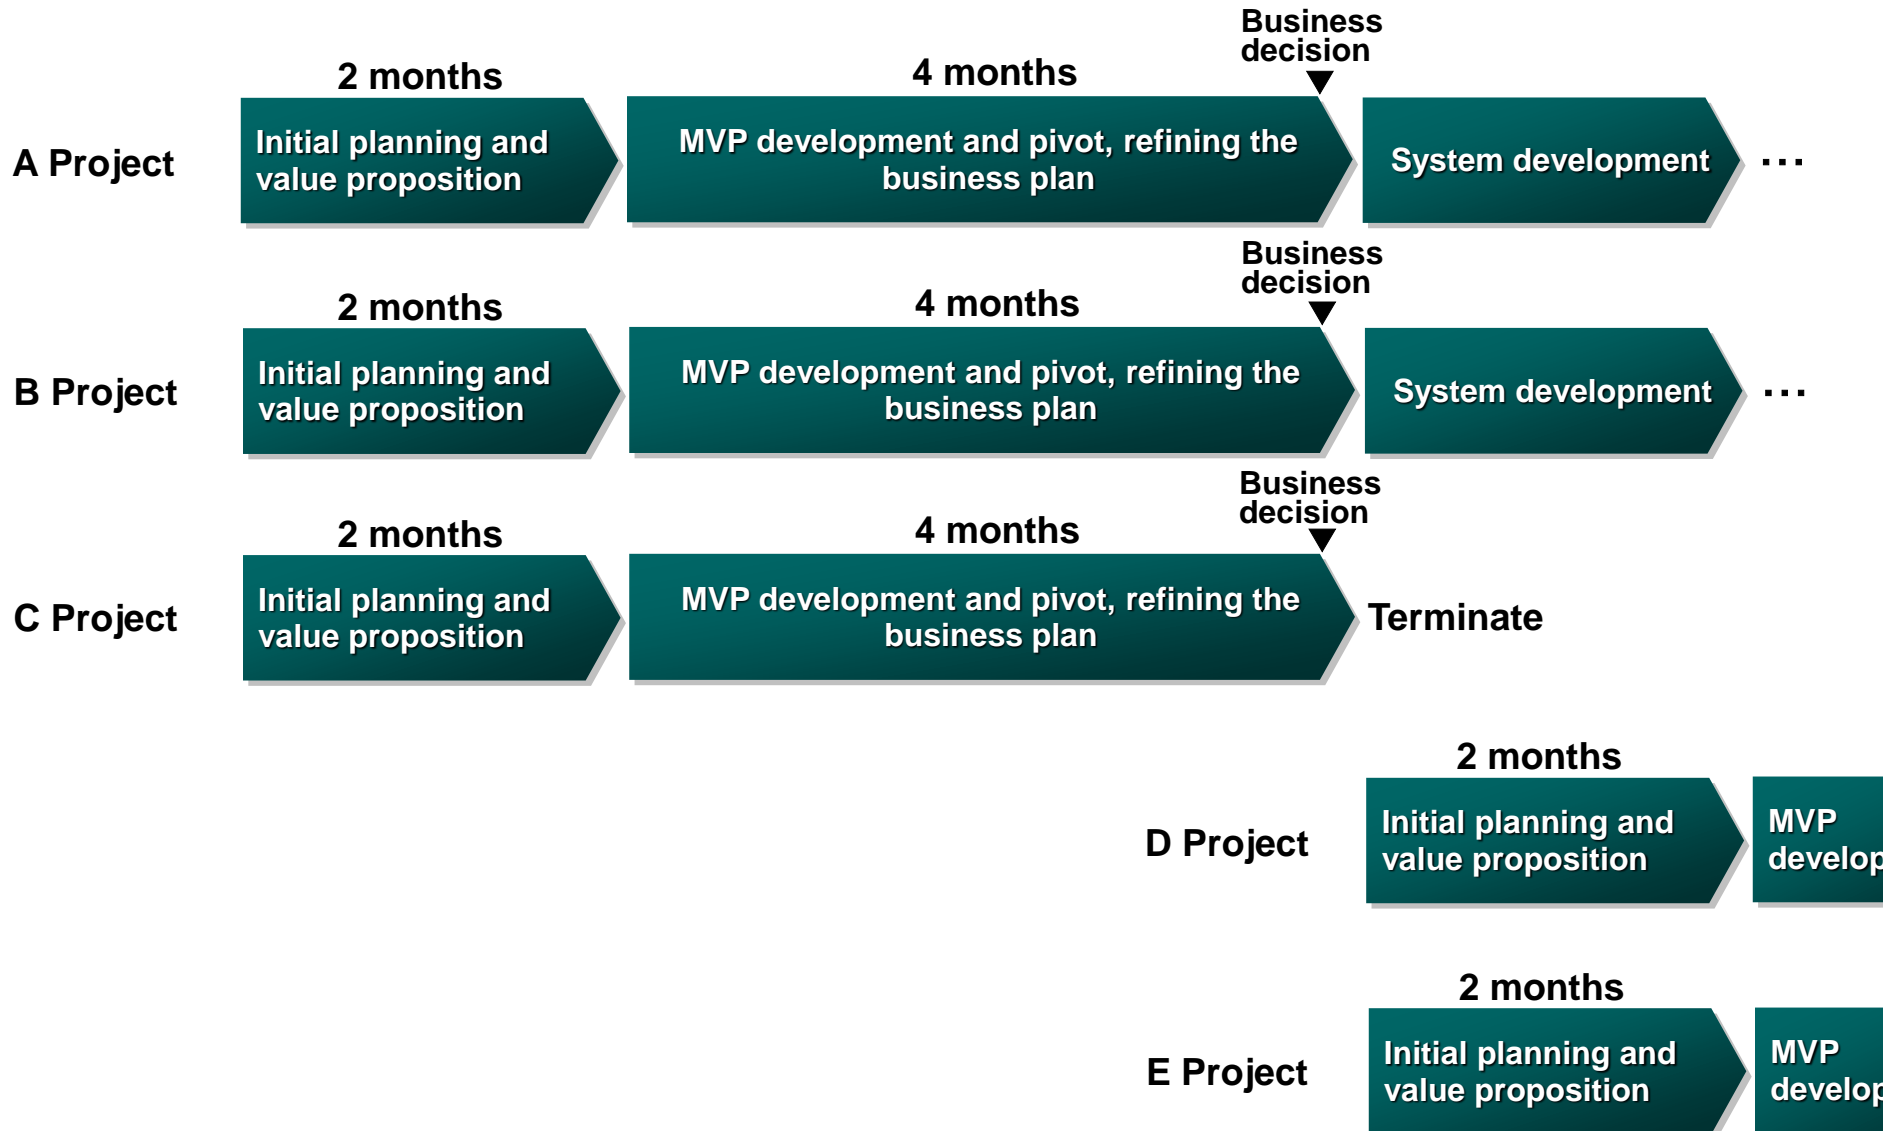 Business
decision
2 months
4 months
A Project
Initial planning and
value proposition
MVP development and pivot, refining the
business plan
System development
...
Business
decision
2 months
4 months
B Project
Initial planning and
value proposition
MVP development and pivot, refining the
business plan
System development
...
Business
decision
2 months
4 months
C Project
Initial planning and
value proposition
MVP development and pivot, refining the
business plan
Terminate
2 months
D Project
Initial planning and
value proposition
MVP
develop
2 months
E Project
Initial planning and
value proposition
MVP
develop